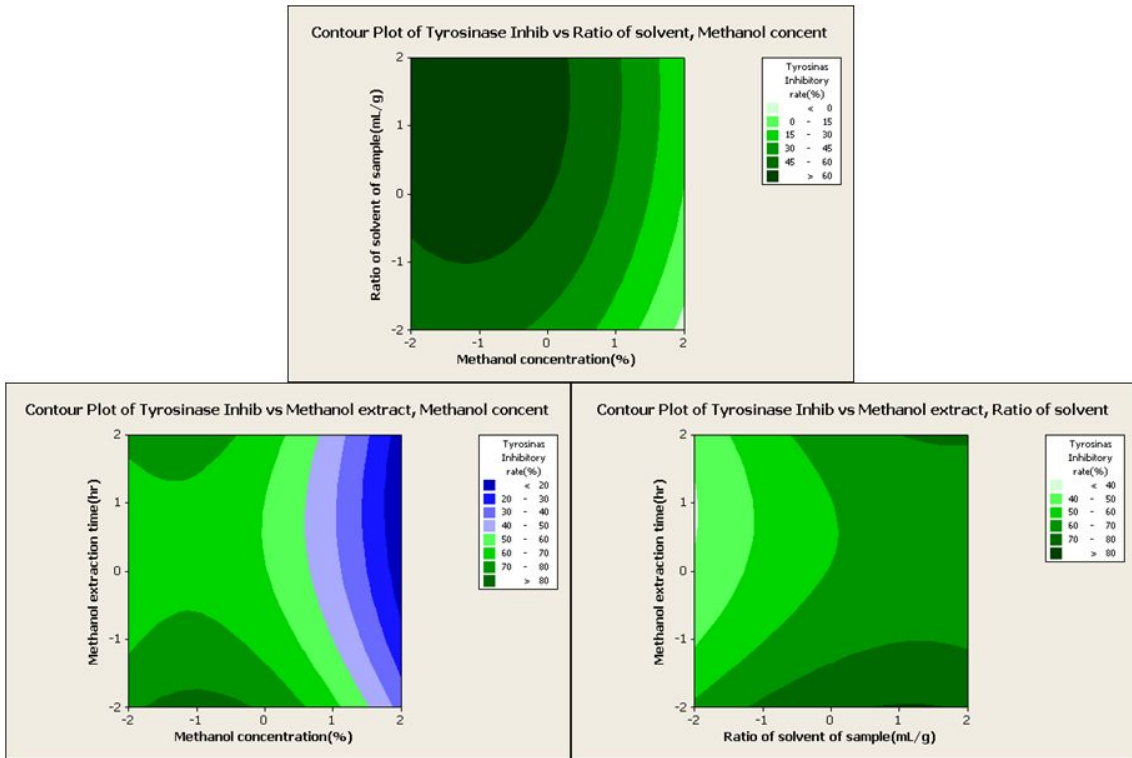 Contour Plot of Tyrosinase Inhib vs Ratio of solvent, Methanol concent
Ratio of solvent of sample(mL/g)
2
1
0
-1
-2
-2 -1 0 1 2
Methanol concentration(%)
Tyrosinas
Inhibitory
rate(%)
< 0
0 - 15
15 - 30
30 - 45
45 - 60
> 60
Contour Plot of Tyrosinase Inhib vs Methanol extract, Methanol concent
Methanol extraction time(hr)
2
1
0
-1
-2
-2 -1 0 1 2
Methanol concentration(%)
Tyrosinas
Inhibitory
rate(%)
< 20
20 - 30
30 - 40
40 - 50
50 - 60
60 - 70
70 - 80
> 80
Contour Plot of Tyrosinase Inhib vs Methanol extract, Ratio of solvent
Methanol extraction time(hr)
2
1
0
-1
-2
-2 -1 0 1 2
Ratio of solvent of sample(mL/g)
Tyrosinas
Inhibitory
rate(%)
< 40
40 - 50
50 - 60
60 - 70
70 - 80
> 80